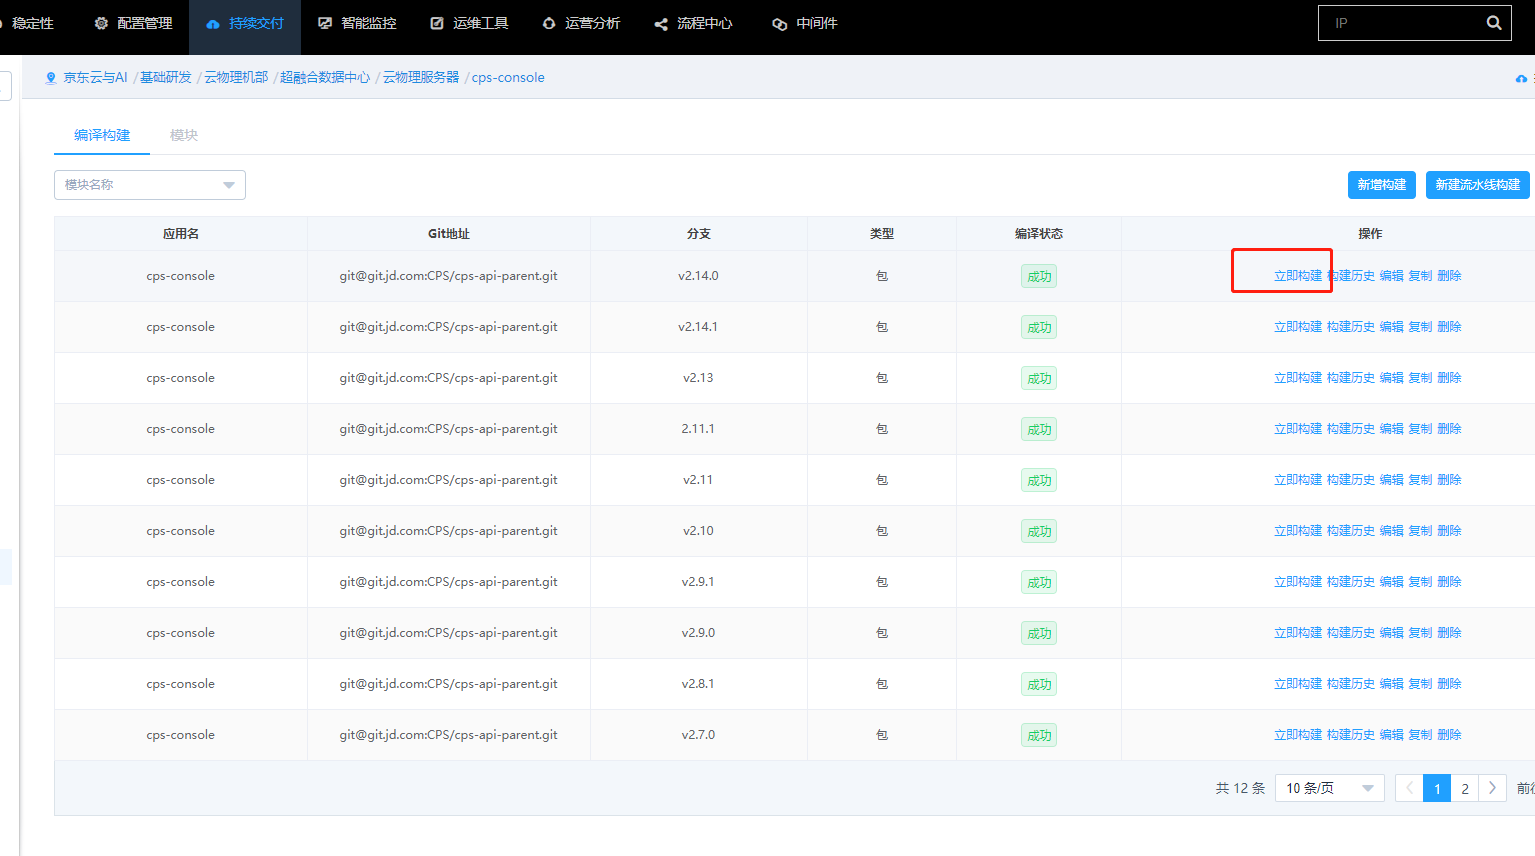 稳定性 配置管理 持续交付 智能监控 运维工具 运营分析 流程中心 中间件 IP
京东云与AI / 基础研发 / 云物理机部 / 超融合数据中心 / 云物理服务器 / cps-console
编译构建 模块
模块名称 新增构建 新建流水线构建
应用名 Git地址 分支 类型 编译状态 操作
cps-console git@git.jd.com:CPS/cps-api-parent.git v2.14.0 包 成功 立即构建 构建历史 编辑 复制 删除
cps-console git@git.jd.com:CPS/cps-api-parent.git v2.14.1 包 成功 立即构建 构建历史 编辑 复制 删除
cps-console git@git.jd.com:CPS/cps-api-parent.git v2.13 包 成功 立即构建 构建历史 编辑 复制 删除
cps-console git@git.jd.com:CPS/cps-api-parent.git 2.11.1 包 成功 立即构建 构建历史 编辑 复制 删除
cps-console git@git.jd.com:CPS/cps-api-parent.git v2.11 包 成功 立即构建 构建历史 编辑 复制 删除
cps-console git@git.jd.com:CPS/cps-api-parent.git v2.10 包 成功 立即构建 构建历史 编辑 复制 删除
cps-console git@git.jd.com:CPS/cps-api-parent.git v2.9.1 包 成功 立即构建 构建历史 编辑 复制 删除
cps-console git@git.jd.com:CPS/cps-api-parent.git v2.9.0 包 成功 立即构建 构建历史 编辑 复制 删除
cps-console git@git.jd.com:CPS/cps-api-parent.git v2.8.1 包 成功 立即构建 构建历史 编辑 复制 删除
cps-console git@git.jd.com:CPS/cps-api-parent.git v2.7.0 包 成功 立即构建 构建历史 编辑 复制 删除
共 12 条 10 条/页 1 2 前